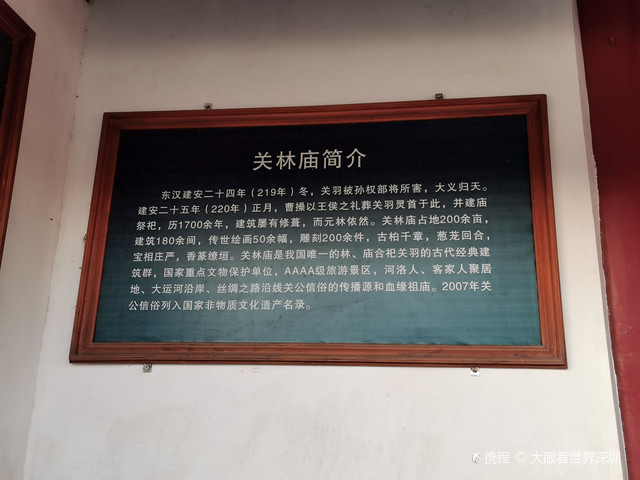 关林庙简介
东汉建安二十四年（219年）冬，关羽被孙权部将所害，大义归天。
建安二十五年（220年）正月，曹操以王侯之礼葬关羽灵首于此，并建庙
祭祀，历1700余年，建筑屡有修葺，而元林依然。关林庙占地200余亩，
建筑180余间，传世绘画50余幅，雕刻200余件，古柏千章，葱茏回合，
宝相庄严，香篆缭垣。关林庙是我国唯一的林、庙合祀关羽的古代经典建
筑群，国家重点文物保护单位，AAAA级旅游景区，河洛人、客家人聚居
地、大运河沿岸、丝绸之路沿线关公信俗的传播源和血缘祖庙。2007年关
公信俗列入国家非物质文化遗产名录。
携程 © 大眼看世界深圳